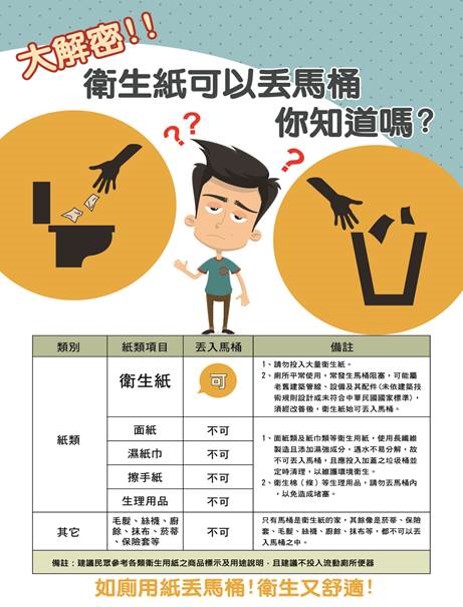 大解密!!
衛生紙可以丟馬桶
你知道嗎?
???
類別 紙類項目 丟入馬桶 備註
紙類
衛生紙 可
1、請勿投入大量衛生紙。
2、廁所平常使用，常發生馬桶阻塞，可能屬
老舊建築管線、設備及其配件(未依建築技
術規則設計或未符合中華民國國家標準)，
須經改善後，衛生紙始可丟入馬桶。
面紙 不可
濕紙巾 不可
擦手紙 不可
生理用品 不可
1、面紙類及紙巾類等衛生用紙，使用長纖維
製造且添加濕強成分，遇水不易分解，故
不可丟入馬桶，且應投入加蓋之垃圾桶並
定時清理，以維護環境衛生。
2、衛生棉（條）等生理用品，請勿丟馬桶內
，以免造成堵塞。
其它
毛髮、絲襪、廚
餘、抹布、菸蒂
、保險套等
不可
只有馬桶是衛生紙的家，其餘像是菸蒂、保險
套、毛髮、絲襪、廚餘、抹布等，都不可以丟
入馬桶之中。
備註：建議民眾參考各類衛生用紙之商品標示及用途說明，且建議不投入流動廁所便器
如廁用紙丟馬桶!衛生又舒適!